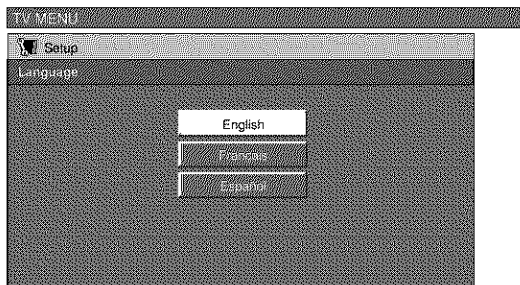 TV MENU
Setup
Language
English
Français
Español